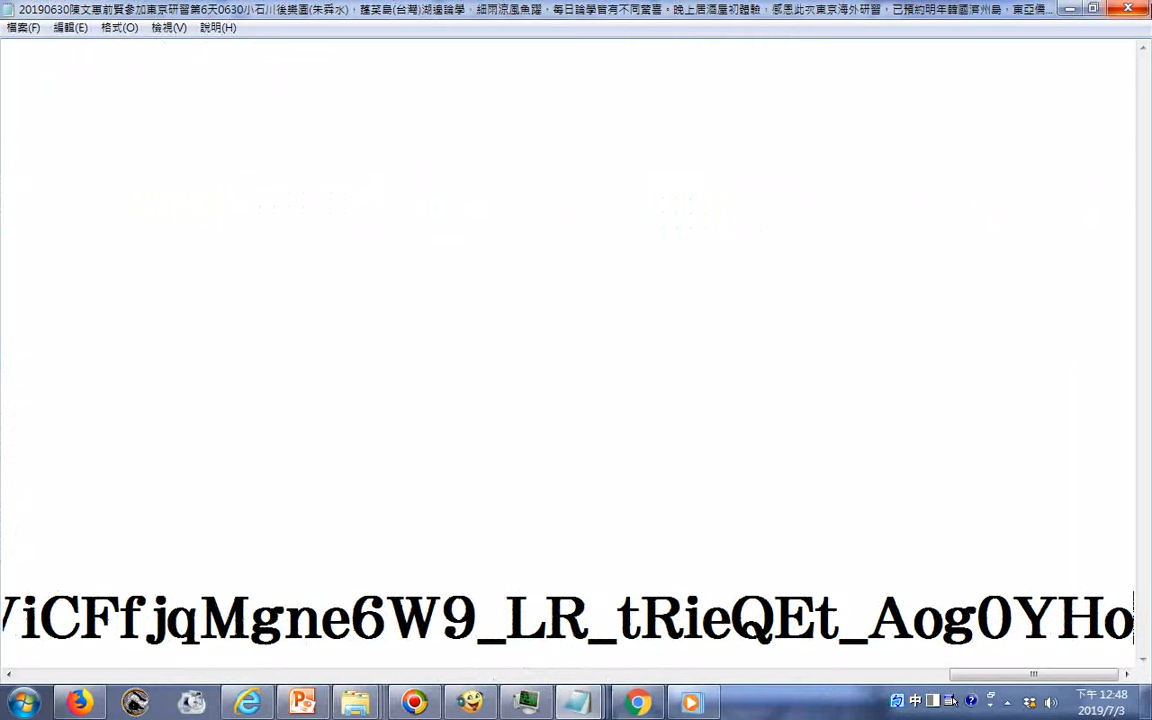 20190630陳文憲前賢參加東京研習第6天0630小石川後樂園(朱舜水)，蓬萊島(台灣)湖邊論學，細雨涼風魚躍，每日論學皆有不同驚喜。晚上居酒屋初體驗，感恩此次東京海外研習，已預約明年韓國濟州島，東亞儒...
檔案(F) 編輯(E) 格式(O) 檢視(V) 說明(H)
ViCFfjqMgne6W9_LR_tRieQEt_Aog0YHo
中
下午 12:48
2019/7/3